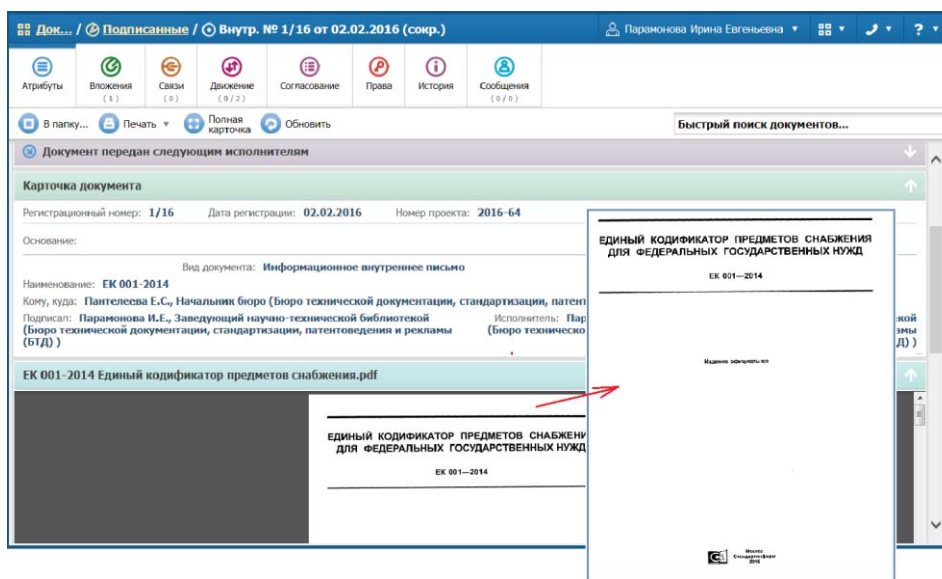 Док... / Подписанные / Внутр. № 1/16 от 02.02.2016 (сокр.)
Парамонова Ирина Евгеньевна
?
Атрибуты
Вложения
(1)
Связи
(0)
Движение
(0/2)
Согласование
Права
История
Сообщения
(0/0)
В папку...
Печать
Полная карточка
Обновить
Быстрый поиск документов...
Документ передан следующим исполнителям
Карточка документа
Регистрационный номер: 1/16 Дата регистрации: 02.02.2016 Номер проекта: 2016-64
Основание:
Вид документа: Информационное внутреннее письмо
Наименование: ЕК 001-2014
Кому, куда: Пантелеева Е.С., Начальник бюро (Бюро технической документации, стандартизации, патент
Подписал: Парамонова И.Е., Заведующий научно-технической библиотекой
(Бюро технической документации, стандартизации, патентоведения и рекламы
(БТД) )
Исполнитель: Пар
(Бюро техническо
кой
амы
Д) )
ЕК 001-2014 Единый кодификатор предметов снабжения.pdf
ЕДИНЫЙ КОДИФИКАТОР ПРЕДМЕТОВ СНАБЖЕНИ
ДЛЯ ФЕДЕРАЛЬНЫХ ГОСУДАРСТВЕННЫХ НУЖД
ЕК 001—2014
ЕДИНЫЙ КОДИФИКАТОР ПРЕДМЕТОВ СНАБЖЕНИЯ
ДЛЯ ФЕДЕРАЛЬНЫХ ГОСУДАРСТВЕННЫХ НУЖД
ЕК 001—2014
Издание официальное
Москва
Стандартинформ